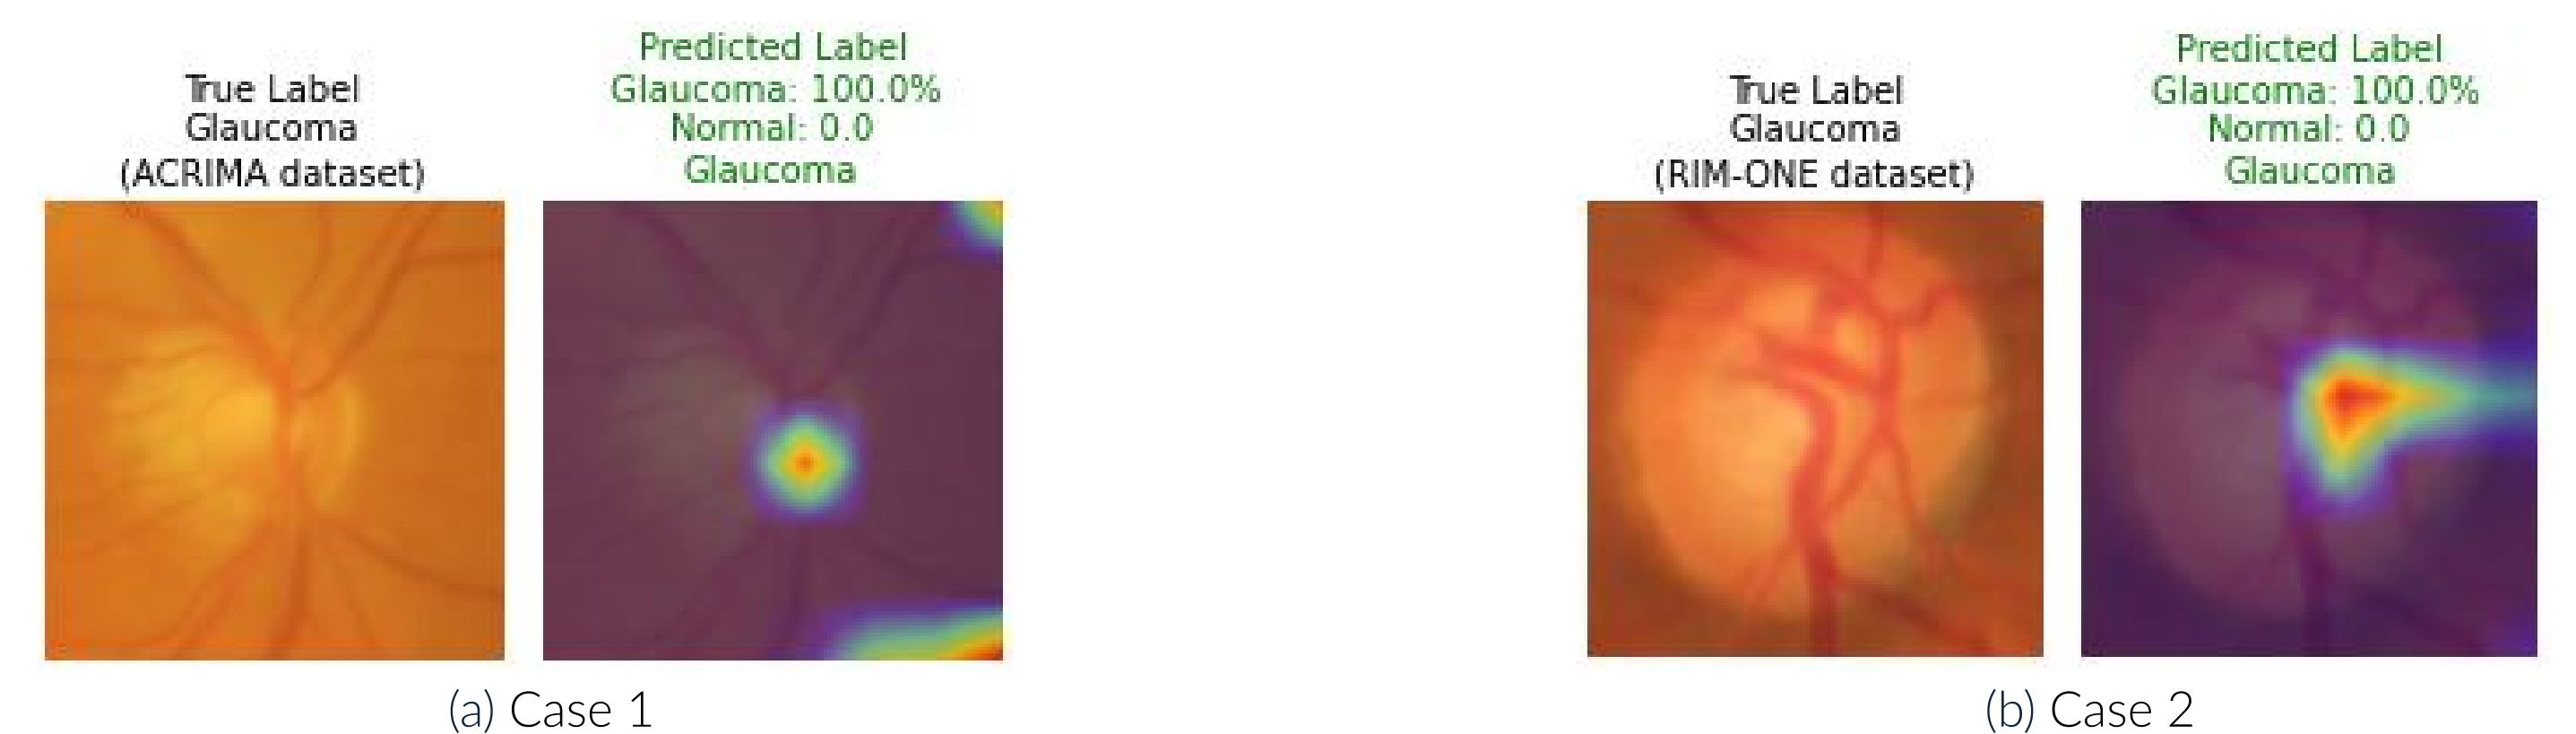 True Label
Glaucoma
(ACRIMA dataset)
Predicted Label
Glaucoma: 100.0%
Normal: 0.0
Glaucoma
(a) Case 1
True Label
Glaucoma
(RIM-ONE dataset)
Predicted Label
Glaucoma: 100.0%
Normal: 0.0
Glaucoma
(b) Case 2